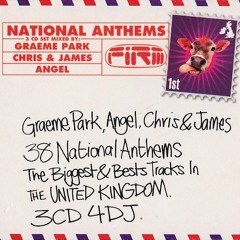 NATIONAL ANTHEMS
3 CD SET MIXED BY:
GRAEME PARK
CHRIS & JAMES
ANGEL
FIRM
1st
Graeme Park, Angel, Chris & James
38 National Anthems
The Biggest & Bests Tracks In
The UNITED KINGDOM.
3CD 4DJ.